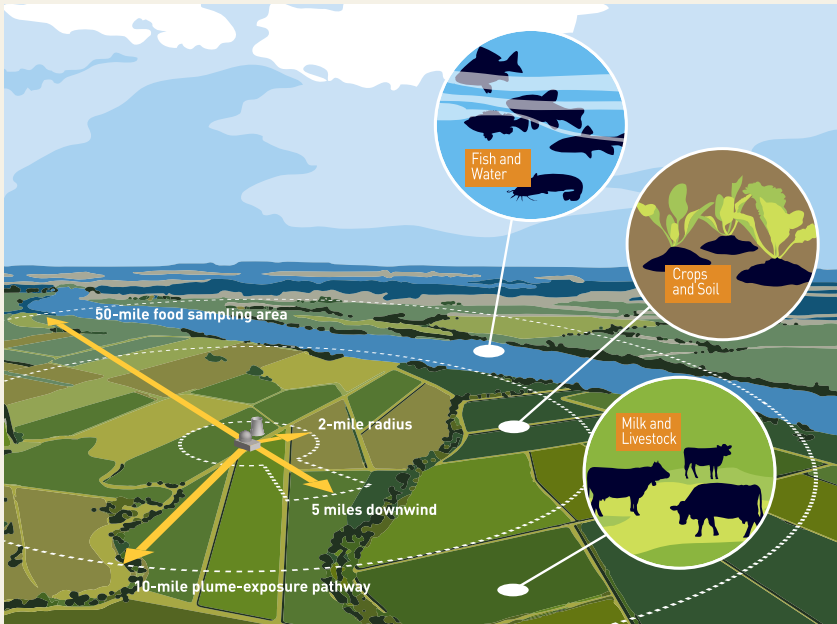 Fish and
Water
Crops
and Soil
50-mile food sampling area
Milk and
Livestock
2-mile radius
5 miles downwind
10-mile plume-exposure pathway